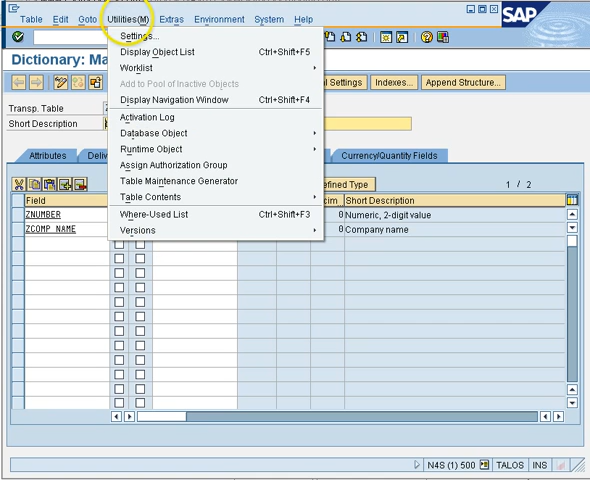 Table Edit Goto Utilities(M) Extras Environment System Help
SAP
Settings...
Dictionary: Ma
Display Object List Ctrl+Shift+F5
Worklist
Add to Pool of Inactive Objects
al Settings Indexes... Append Structure...
Display Navigation Window Ctrl+Shift+F4
Transp. Table
Activation Log
Short Description
Database Object
Runtime Object
Attributes Deliv Currency/Quantity Fields
Assign Authorization Group
Table Maintenance Generator
efined Type 1 / 2
Table Contents
Field cim Short Description
Where-Used List Ctrl+Shift+F3
ZNUMBER 0 Numeric, 2-digit value
ZCOMP_NAME 0 Company name
Versions
N4S (1) 500 TALOS INS